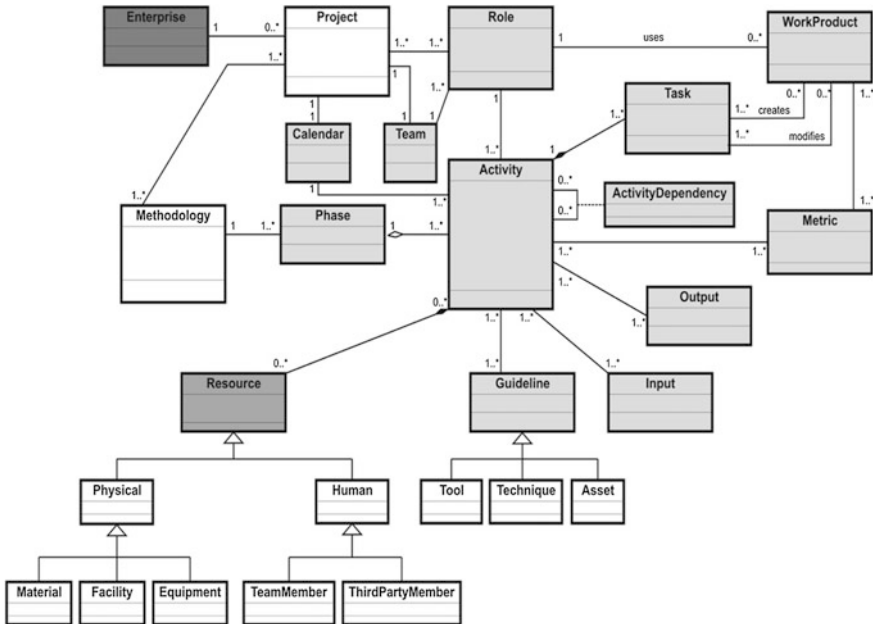 Enterprise
1
0..*
Project
1..*
1..*
Role
1
uses
0..*
WorkProduct
1..*
1
1
1..*
1
0..*
0..*
1..*
Task
1..*
creates
1..*
1
1
1
1..*
modifies
Calendar
Team
1
1..*
Activity
0..*
ActivityDependency
1
1..*
0..*
1..*
1..*
Methodology
1
1..*
Phase
1
1..*
Metric
1..*
1..*
1..*
Output
0..*
1..*
1..*
1..*
0..*
1..*
1..*
Resource
Guideline
Input
Physical
Human
Tool
Technique
Asset
Material
Facility
Equipment
TeamMember
ThirdPartyMember